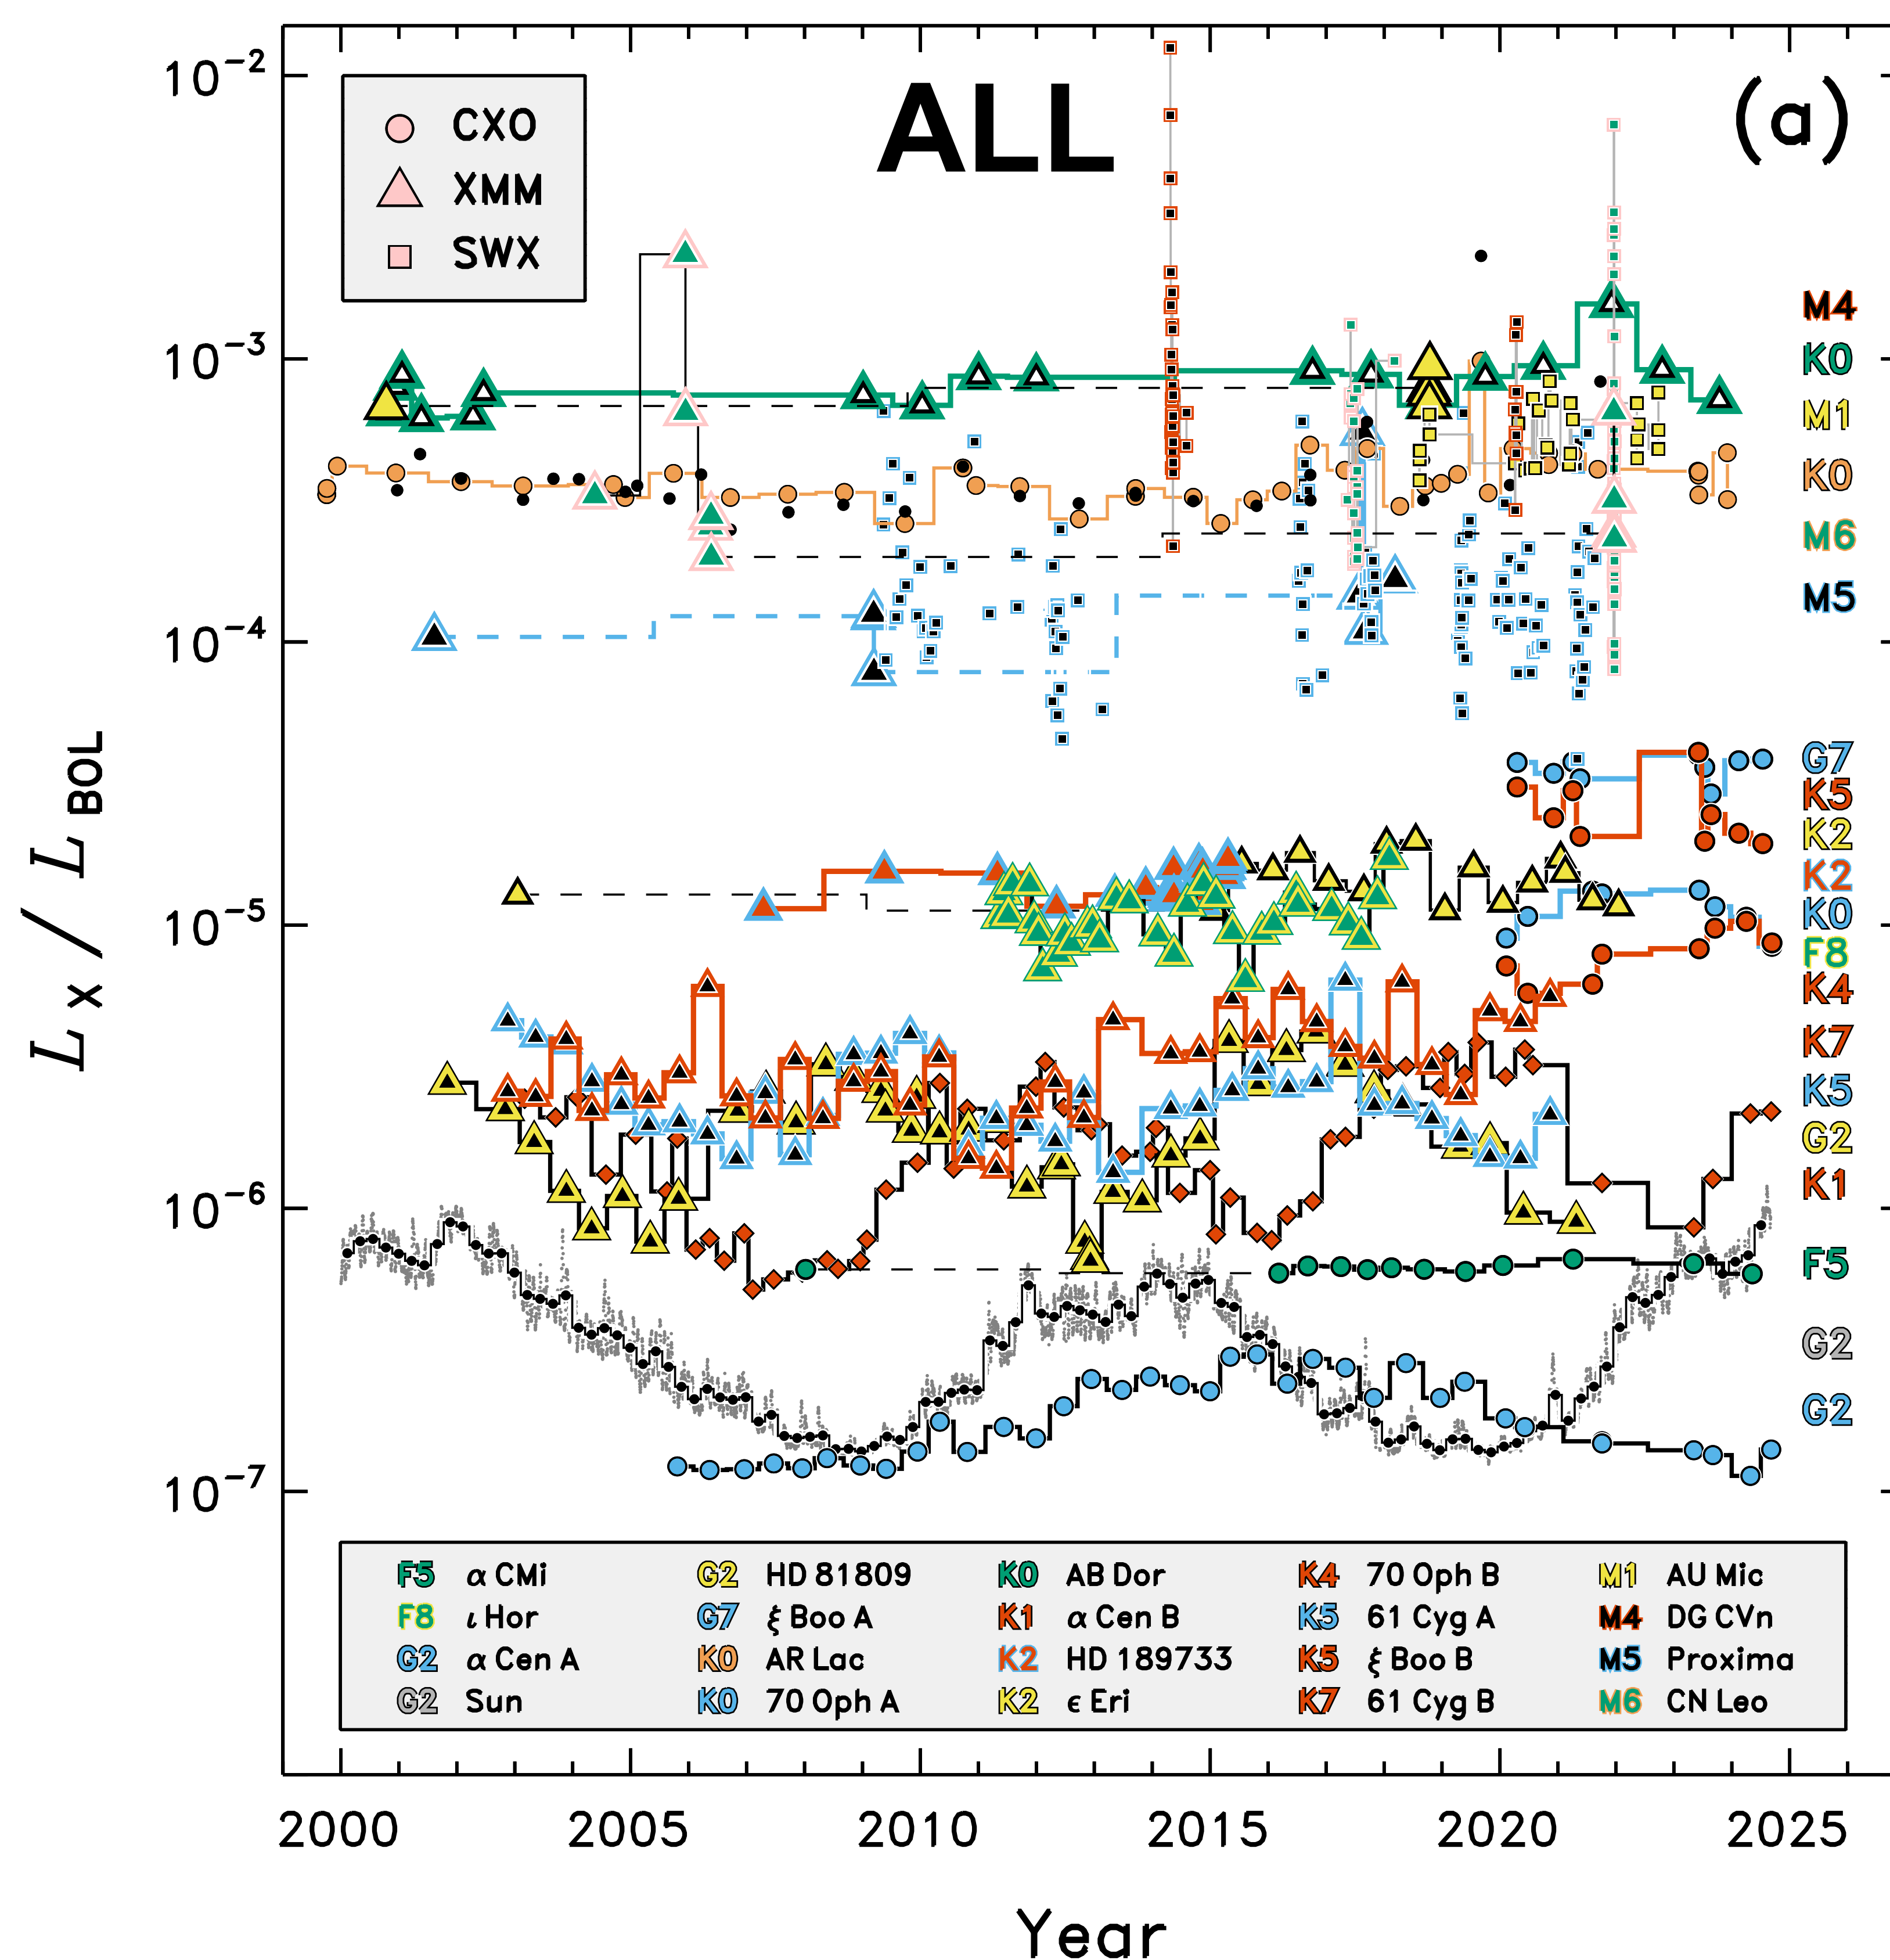 ALL
(a)
CXO
XMM
SWX
10-2
10-3
10-4
10-5
10-6
10-7
LX / LBOL
M4
K0
M1
K0
M6
M5
G7
K5
K2
K2
K0
F8
K4
K7
K5
G2
K1
F5
G2
G2
F5 α CMi G2 HD 81809 K0 AB Dor K4 70 Oph B M1 AU Mic
F8 ι Hor G7 ξ Boo A K1 α Cen B K5 61 Cyg A M4 DG CVn
G2 α Cen A K0 AR Lac K2 HD 189733 K5 ξ Boo B M5 Proxima
G2 Sun K0 70 Oph A K2 ϵ Eri K7 61 Cyg B M6 CN Leo
2000 2005 2010 2015 2020 2025
Year